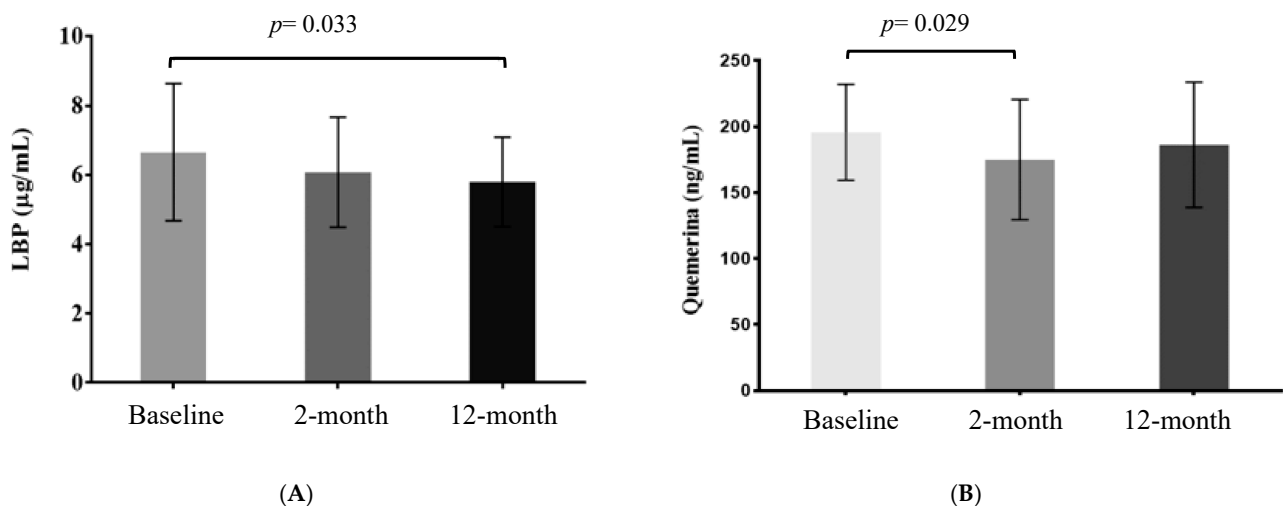 p= 0.033
10
8
6
4
2
0
LBP (µg/mL)
Baseline 2-month 12-month
(A)
p= 0.029
250
200
150
100
50
0
Quemerina (ng/mL)
Baseline 2-month 12-month
(B)